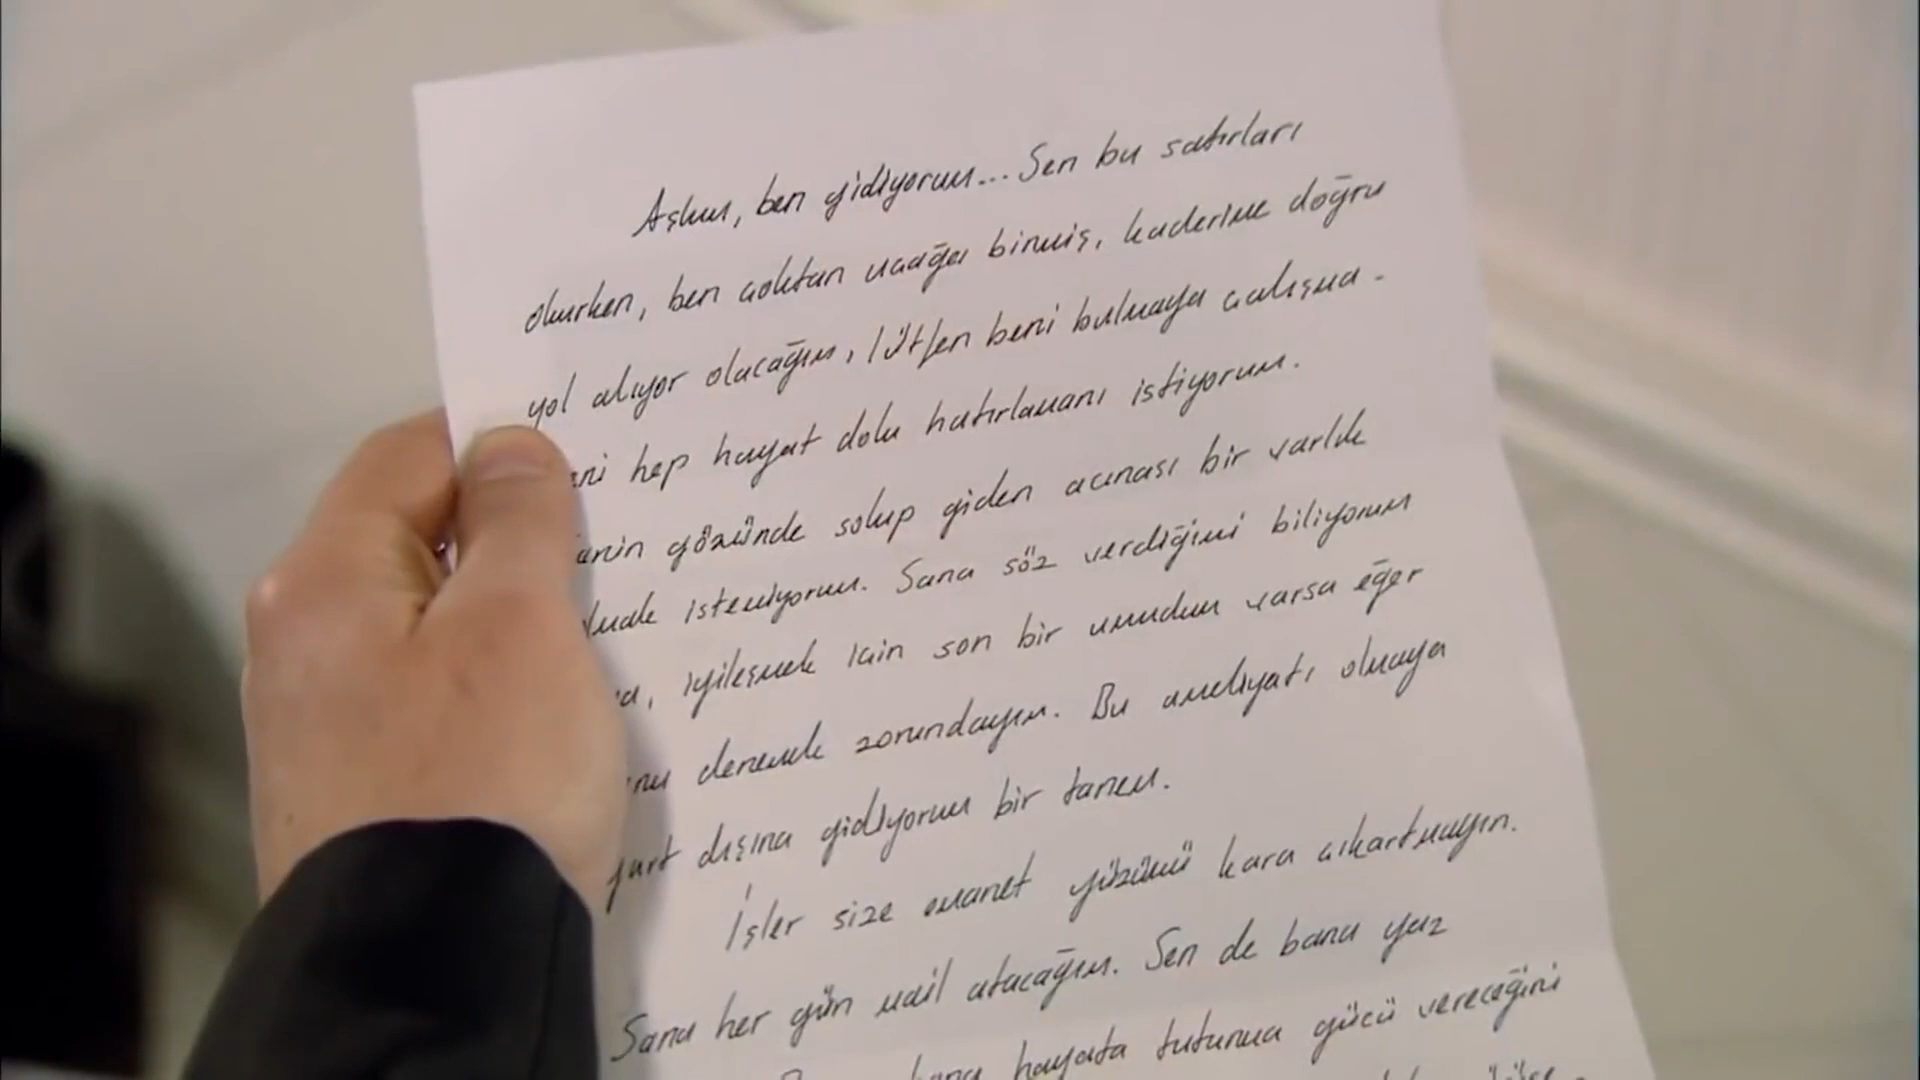 Aşkım, ben gidiyorum... Sen bu satırları
okurken, ben çoktan uçağa binmiş, kaderime doğru
yol alıyor olacağım, lütfen beni bulmaya çalışma.
hep hayat dolu hatırlamanı istiyorum.
gözünde solup giden acınası bir varlık
istemiyorum. Sana söz verdiğimi biliyorum
iyileşmek için son bir umudum varsa eğer
denemek zorundayım. Bu ameliyatı olmaya
yurt dışına gidiyorum bir tanem.
İşler size emanet yüzümü kara çıkartmayın.
Sana her gün mail atacağım. Sen de bana yaz
bana hayata tutunma gücü vereceğini